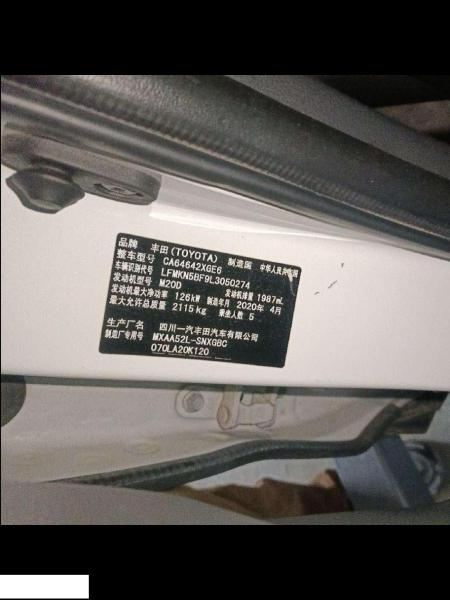 品牌 丰田(TOYOTA) 制造国 中华人民共和国
整车型号 CA64642XGE6
车辆识别代号 LFMKN5BF9L3050274
发动机型号 M20D 发动机排量 1987mL
发动机最大净功率 126kW 制造年月 2020年 4月
最大允许总质量 2115kg 乘坐人数 5
生产厂名 四川一汽丰田汽车有限公司
制造厂专用号 MXAA52L-SNXGBC
070LA20K120